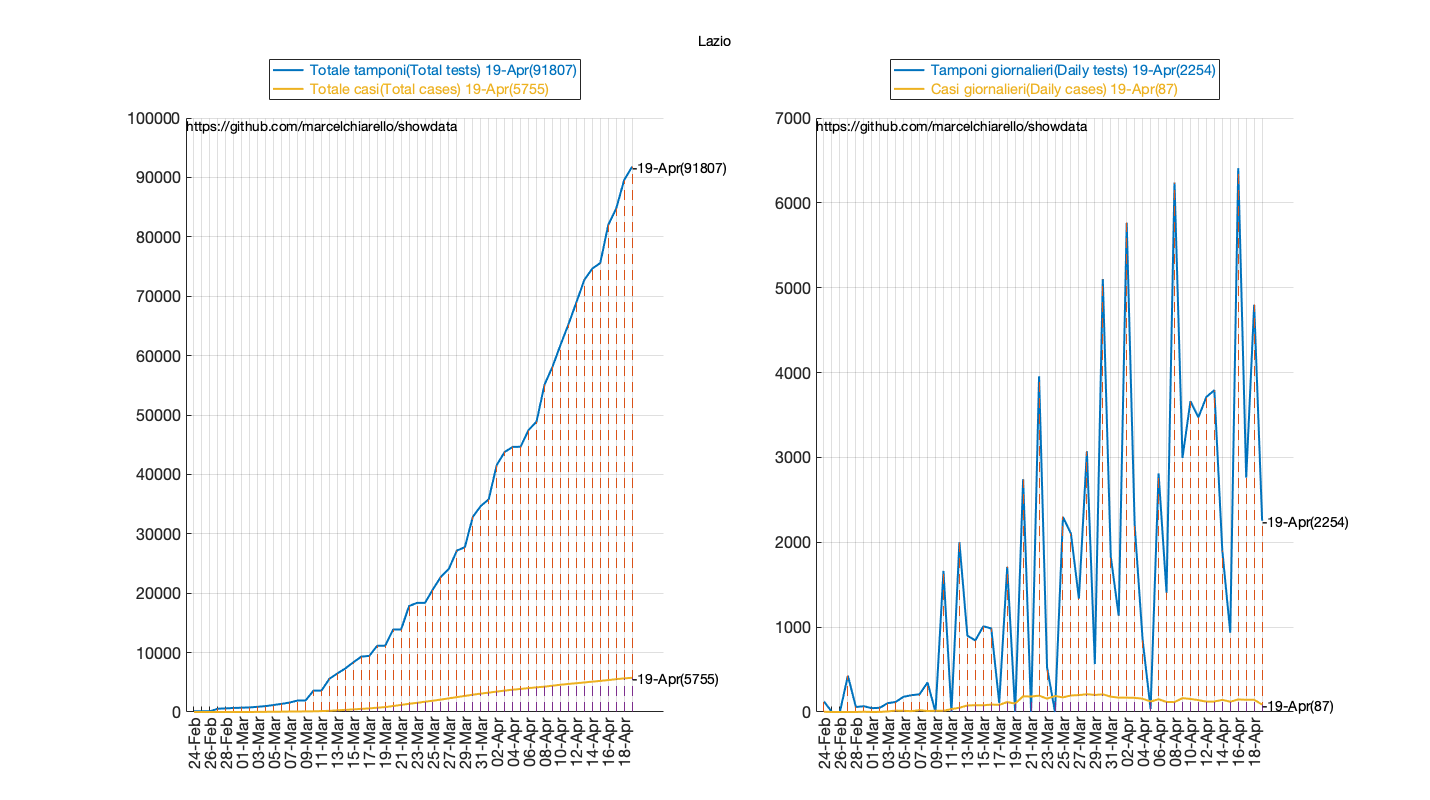 Lazio
Totale tamponi(Total tests) 19-Apr(91807)
Totale casi(Total cases) 19-Apr(5755)
100000
90000
80000
70000
60000
50000
40000
30000
20000
10000
0
https://github.com/marcelchiarello/showdata
-19-Apr(91807)
-19-Apr(5755)
24-Feb
26-Feb
28-Feb
01-Mar
03-Mar
05-Mar
07-Mar
09-Mar
11-Mar
13-Mar
15-Mar
17-Mar
19-Mar
21-Mar
23-Mar
25-Mar
27-Mar
29-Mar
31-Mar
02-Apr
04-Apr
06-Apr
08-Apr
10-Apr
12-Apr
14-Apr
16-Apr
18-Apr
Tamponi giornalieri(Daily tests) 19-Apr(2254)
Casi giornalieri(Daily cases) 19-Apr(87)
7000
6000
5000
4000
3000
2000
1000
0
https://github.com/marcelchiarello/showdata
-19-Apr(2254)
-19-Apr(87)
24-Feb
26-Feb
28-Feb
01-Mar
03-Mar
05-Mar
07-Mar
09-Mar
11-Mar
13-Mar
15-Mar
17-Mar
19-Mar
21-Mar
23-Mar
25-Mar
27-Mar
29-Mar
31-Mar
02-Apr
04-Apr
06-Apr
08-Apr
10-Apr
12-Apr
14-Apr
16-Apr
18-Apr